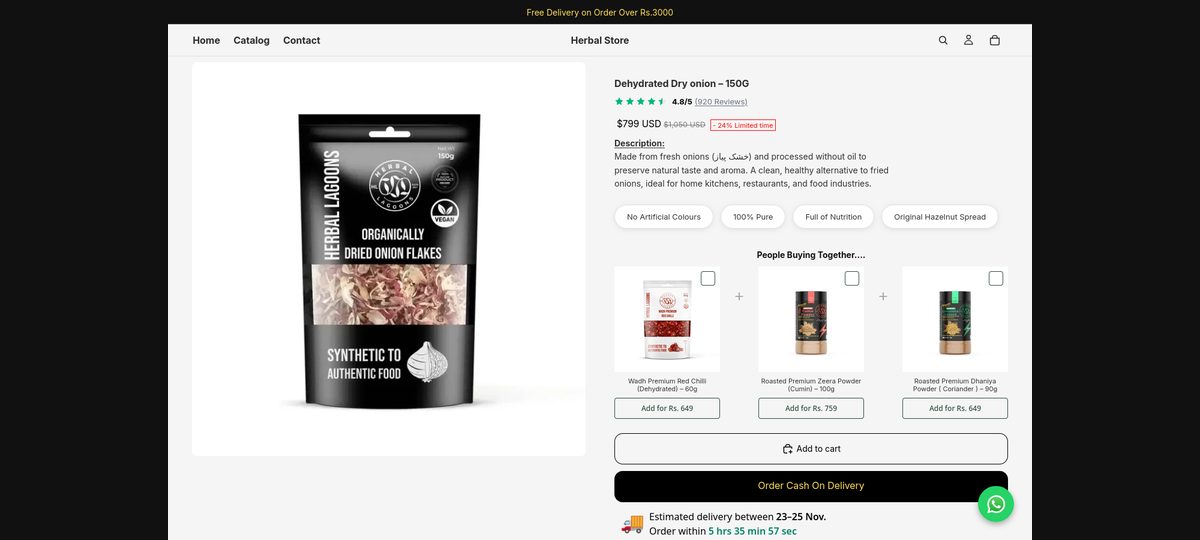 Free Delivery on Order Over Rs.3000
Home Catalog Contact
Herbal Store
HERBAL LAGOONS
Net Wt
150g
HERBAL
LAGOONS
VEGAN
ORGANICALLY
DRIED ONION FLAKES
SYNTHETIC TO
AUTHENTIC FOOD
Dehydrated Dry onion – 150G
4.8/5 (920 Reviews)
$799 USD $1,050 USD - 24% Limited time
Description:
Made from fresh onions (خشک پیاز) and processed without oil to
preserve natural taste and aroma. A clean, healthy alternative to fried
onions, ideal for home kitchens, restaurants, and food industries.
No Artificial Colours
100% Pure
Full of Nutrition
Original Hazelnut Spread
People Buying Together....
Wadh Premium Red Chilli
(Dehydrated) – 60g
Add for Rs. 649
Roasted Premium Zeera Powder
(Cumin) – 100g
Add for Rs. 759
Roasted Premium Dhaniya
Powder ( Coriander ) – 90g
Add for Rs. 649
Add to cart
Order Cash On Delivery
Estimated delivery between 23–25 Nov.
Order within 5 hrs 35 min 57 sec